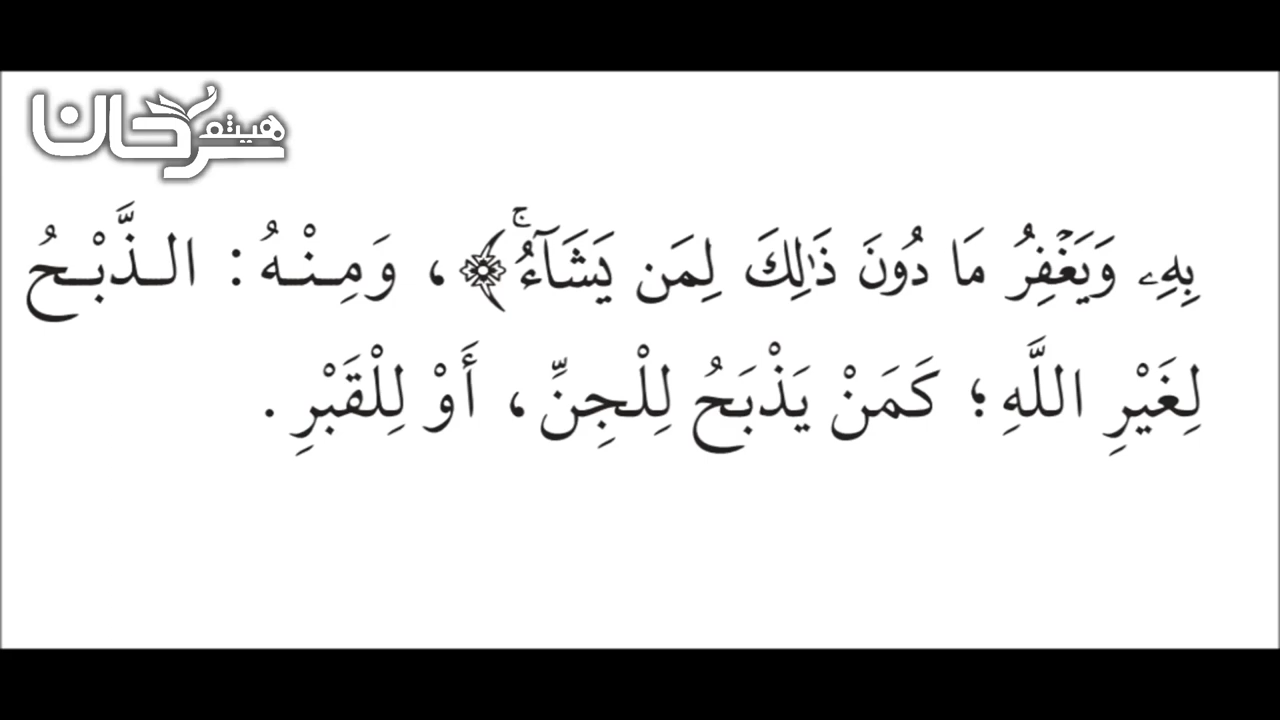 هيثم سرحان
بِهِۦ وَيَغْفِرُ مَا دُونَ ذَٰلِكَ لِمَن يَشَآءُ ۚ﴾، وَمِنْهُ: الذَّبْحُ
لِغَيْرِ اللَّهِ؛ كَمَنْ يَذْبَحُ لِلْجِنِّ، أَوْ لِلْقَبْرِ.